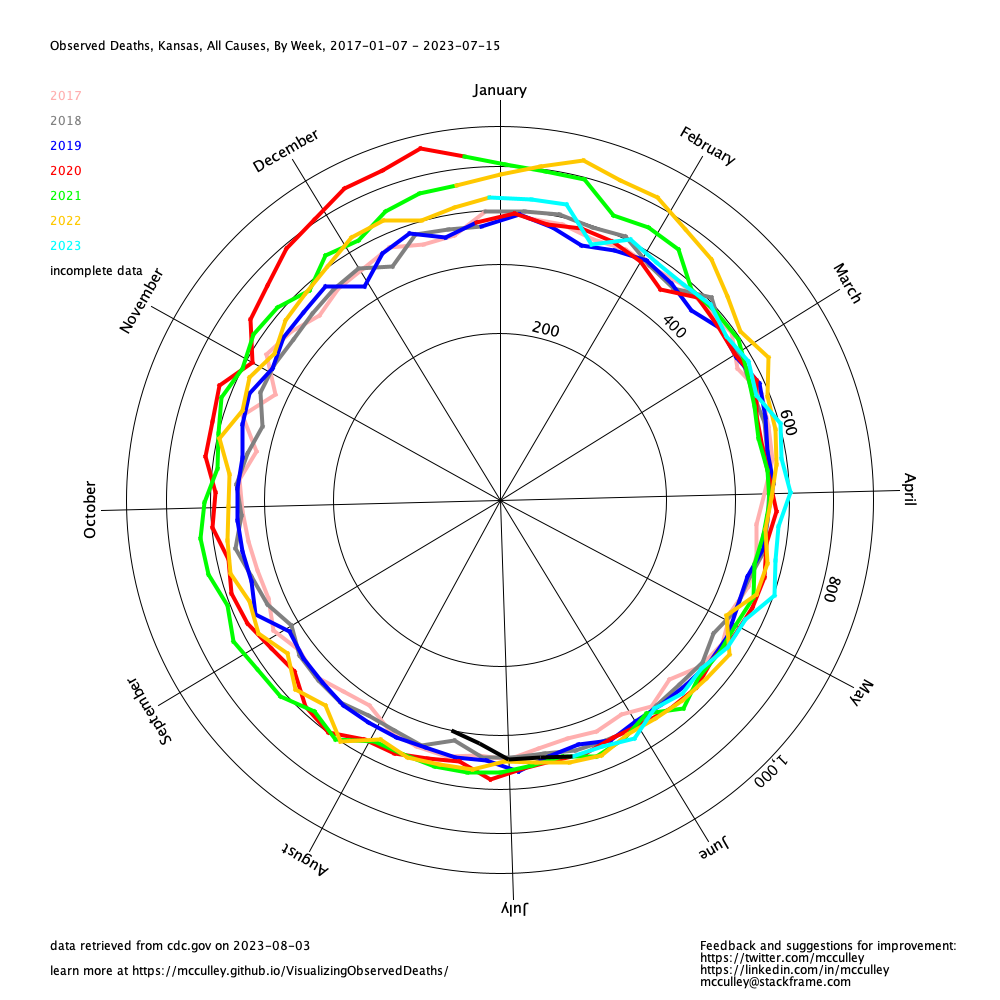 Observed Deaths, Kansas, All Causes, By Week, 2017-01-07 - 2023-07-15
January
2017
2018
2019
2020
2021
2022
2023
incomplete data
February
March
April
May
June
July
August
September
October
November
December
200
400
600
800
1,000
data retrieved from cdc.gov on 2023-08-03
learn more at https://mcculley.github.io/VisualizingObservedDeaths/
Feedback and suggestions for improvement:
https://twitter.com/mcculley
https://linkedin.com/in/mcculley
mcculley@stackframe.com